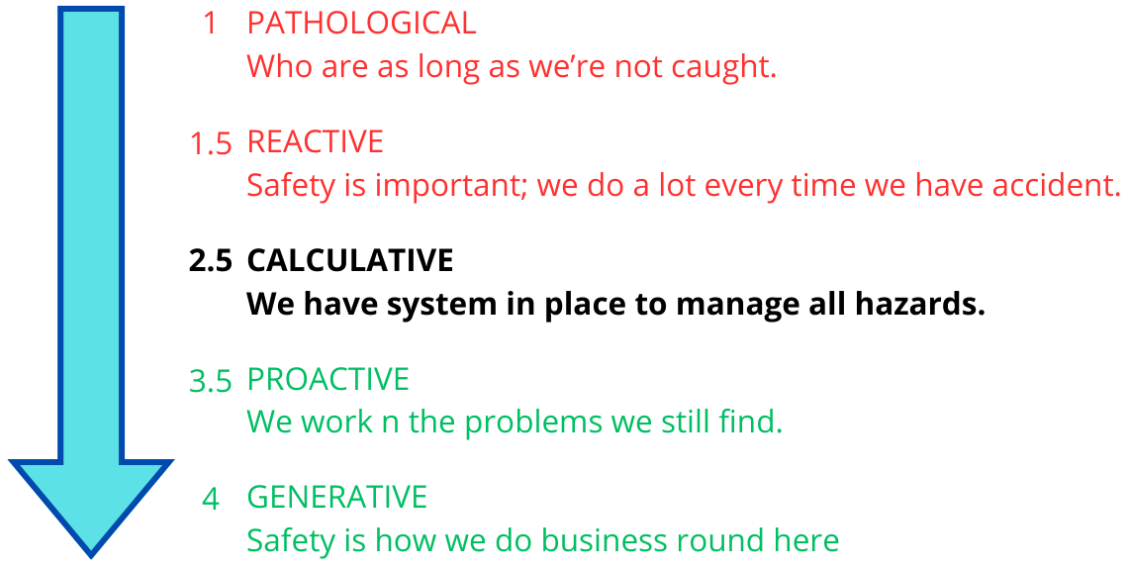 1 PATHOLOGICAL
Who are as long as we’re not caught.
1.5 REACTIVE
Safety is important; we do a lot every time we have accident.
2.5 CALCULATIVE
We have system in place to manage all hazards.
3.5 PROACTIVE
We work n the problems we still find.
4 GENERATIVE
Safety is how we do business round here